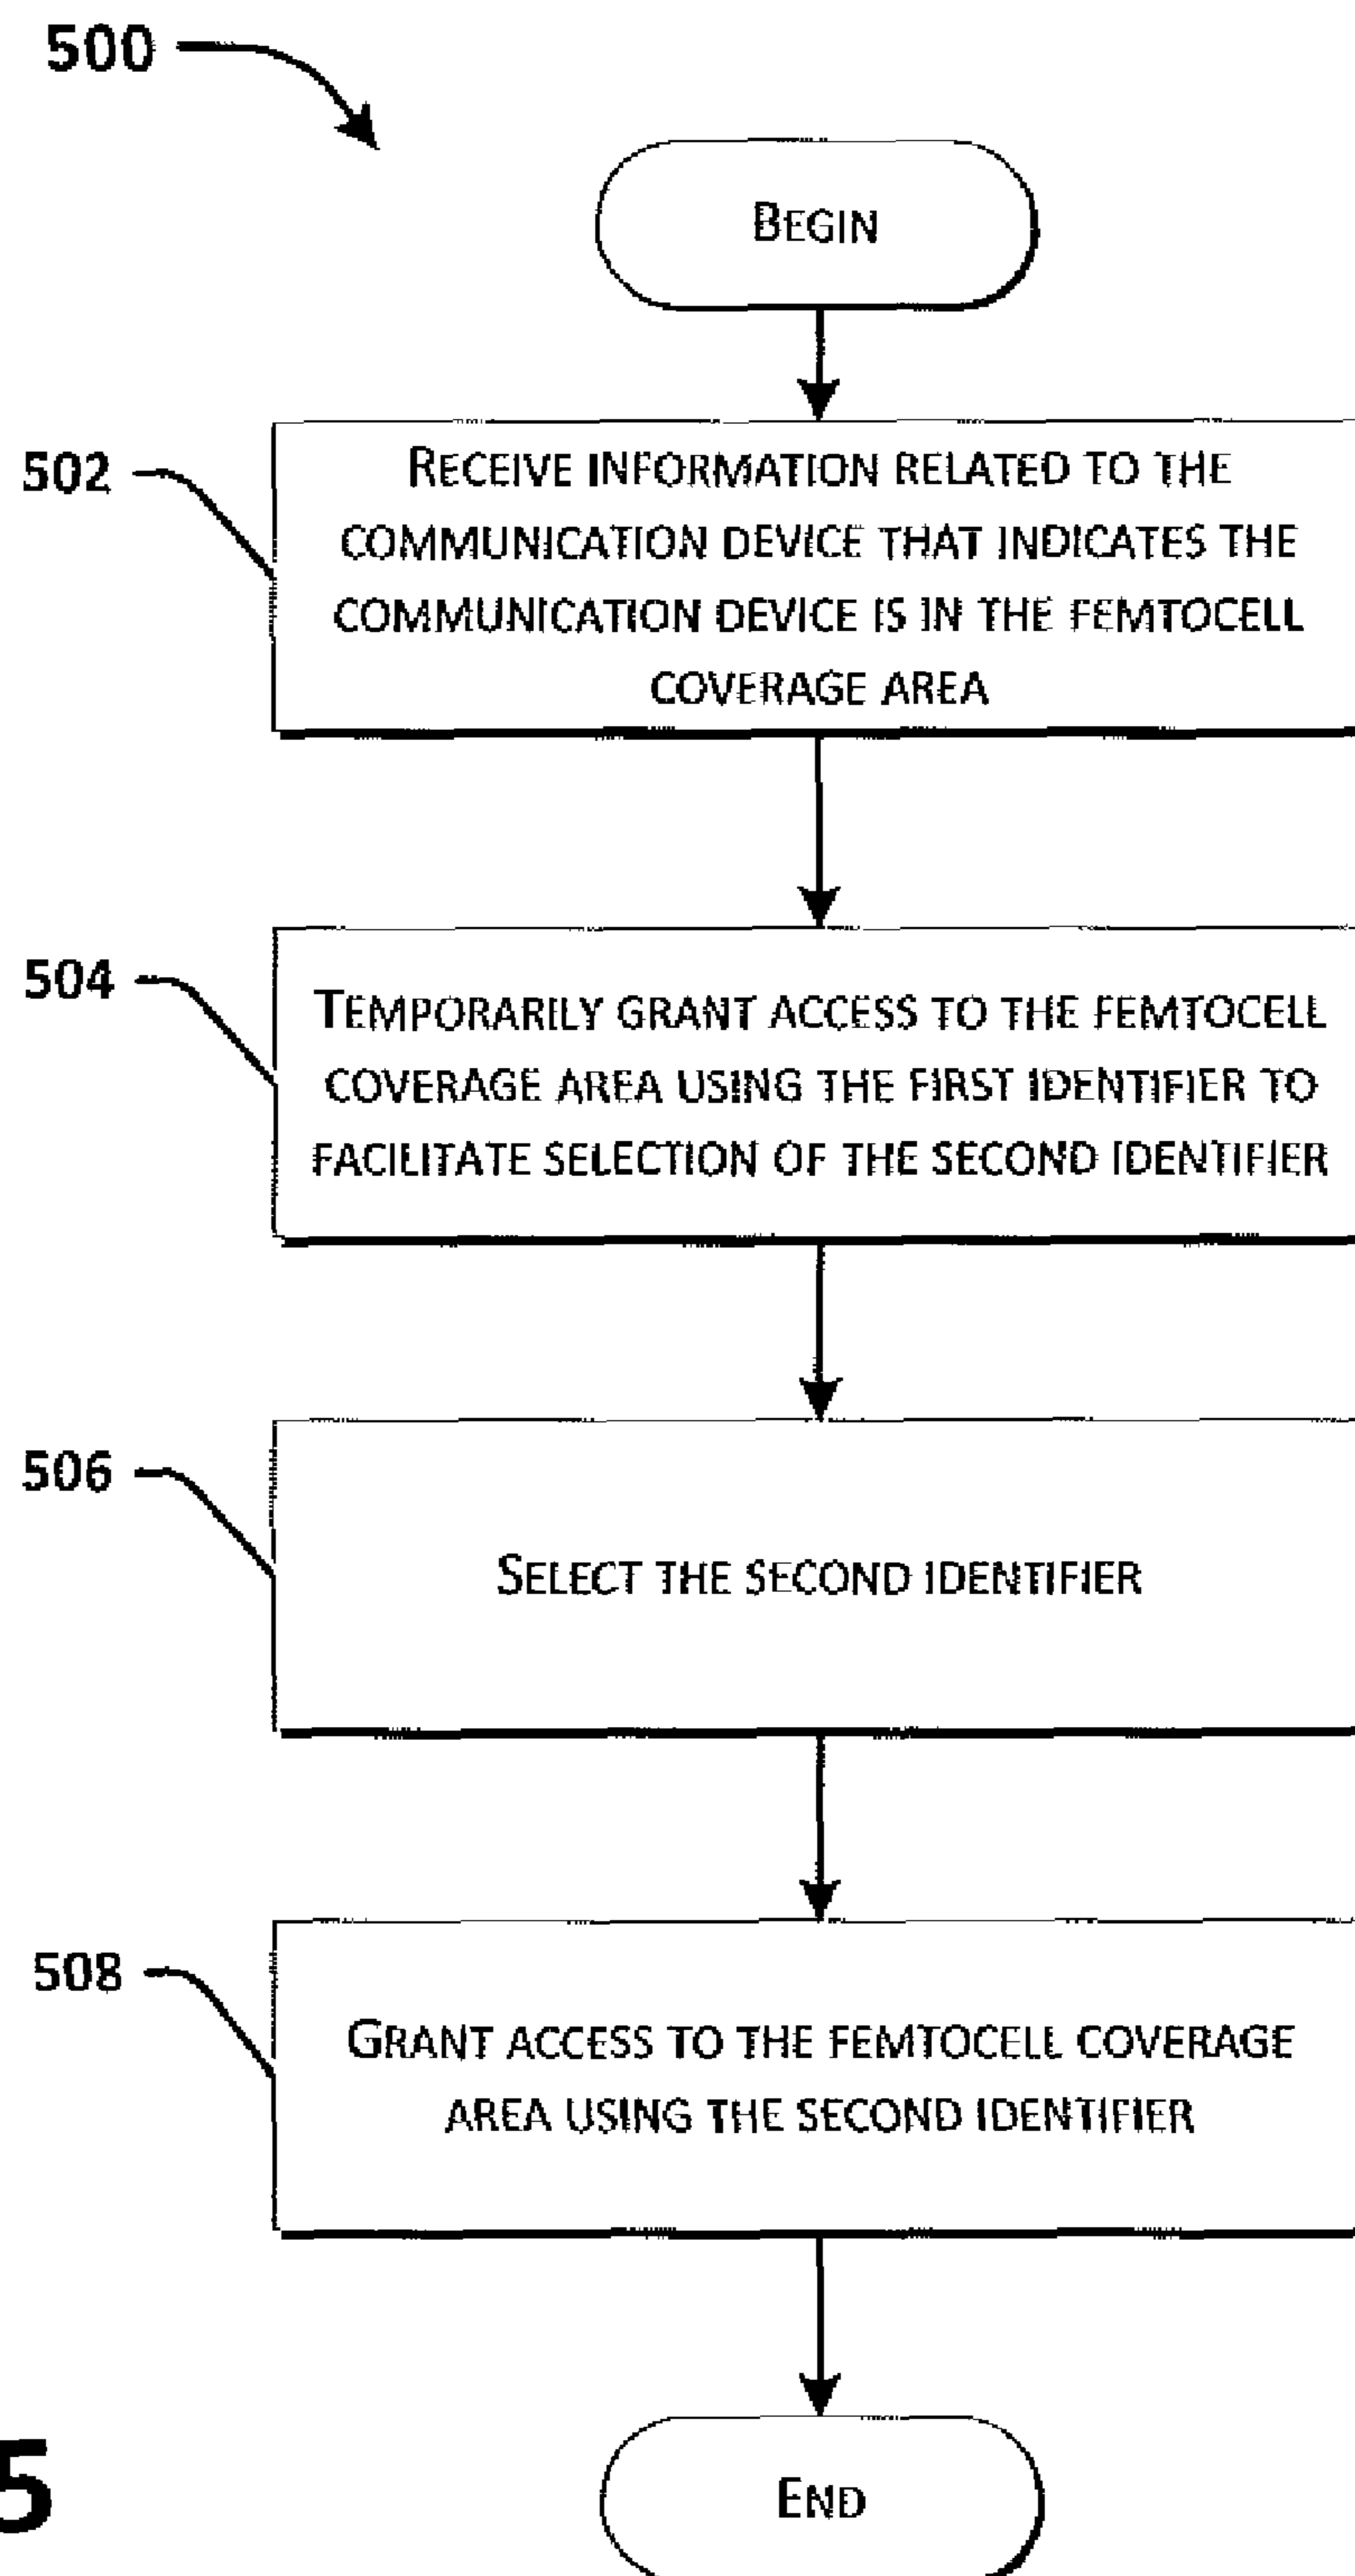 500
BEGIN
502
RECEIVE INFORMATION RELATED TO THE
COMMUNICATION DEVICE THAT INDICATES THE
COMMUNICATION DEVICE IS IN THE FEMTOCELL
COVERAGE AREA
504
TEMPORARILY GRANT ACCESS TO THE FEMTOCELL
COVERAGE AREA USING THE FIRST IDENTIFIER TO
FACILITATE SELECTION OF THE SECOND IDENTIFIER
506
SELECT THE SECOND IDENTIFIER
508
GRANT ACCESS TO THE FEMTOCELL COVERAGE
AREA USING THE SECOND IDENTIFIER
5
END